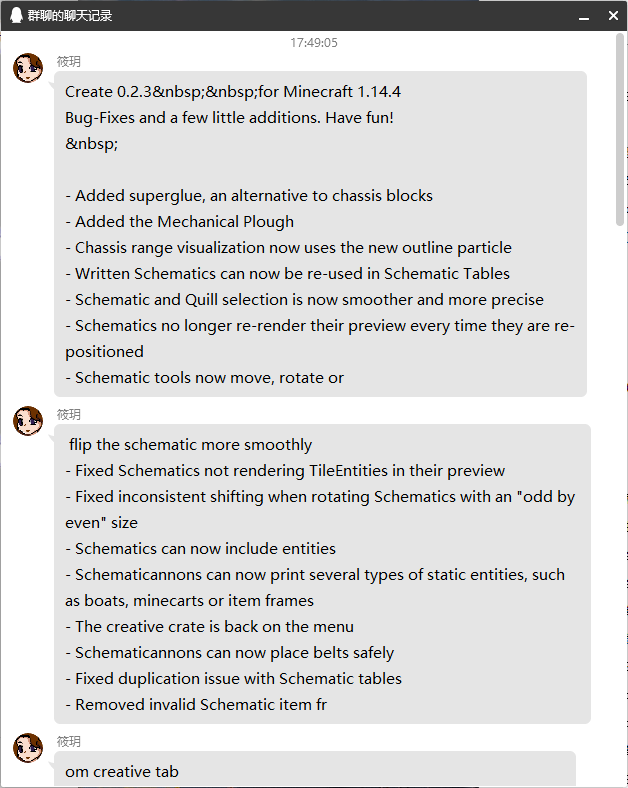 群聊的聊天记录
17:49:05
筱玥
Create 0.2.3&nbsp;&nbsp;for Minecraft 1.14.4
Bug-Fixes and a few little additions. Have fun!
&nbsp;
- Added superglue, an alternative to chassis blocks
- Added the Mechanical Plough
- Chassis range visualization now uses the new outline particle
- Written Schematics can now be re-used in Schematic Tables
- Schematic and Quill selection is now smoother and more precise
- Schematics no longer re-render their preview every time they are re-
positioned
- Schematic tools now move, rotate or
筱玥
flip the schematic more smoothly
- Fixed Schematics not rendering TileEntities in their preview
- Fixed inconsistent shifting when rotating Schematics with an "odd by
even" size
- Schematics can now include entities
- Schematicannons can now print several types of static entities, such
as boats, minecarts or item frames
- The creative crate is back on the menu
- Schematicannons can now place belts safely
- Fixed duplication issue with Schematic tables
- Removed invalid Schematic item fr
筱玥
om creative tab